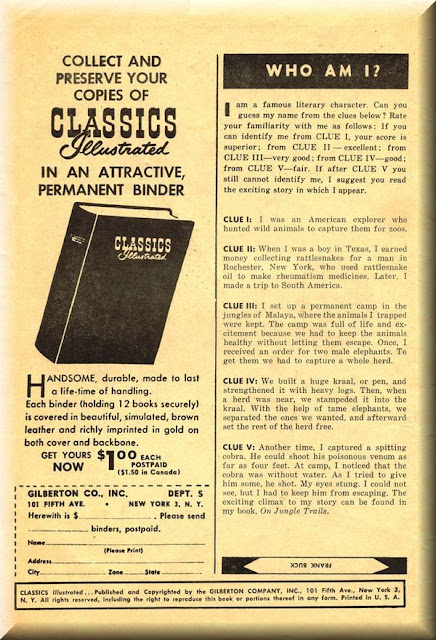 COLLECT AND
PRESERVE YOUR
COPIES OF
CLASSICS
Illustrated
IN AN ATTRACTIVE,
PERMANENT BINDER
CLASSICS
Illustrated
HANDSOME, durable, made to last
a life-time of handling.
Each binder (holding 12 books securely)
is covered in beautiful, simulated, brown
leather and richly imprinted in gold on
both cover and backbone.
GET YOURS $1.00 EACH
NOW POSTPAID
($1.50 in Canada)
GILBERTON CO., INC. DEPT. S
101 FIFTH AVE. • NEW YORK 3, N. Y.
Herewith is $ Please send
binders, postpaid.
Name
(Please Print)
Address
City Zone State
WHO AM I?
I am a famous literary character. Can you
guess my name from the clues below? Rate
your familiarity with me as follows: If you
can identify me from CLUE I, your score is
superior; from CLUE II — excellent; from
CLUE III—very good; from CLUE IV—good;
from CLUE V—fair. If after CLUE V you
still cannot identify me, I suggest you read
the exciting story in which I appear.
CLUE I: I was an American explorer who
hunted wild animals to capture them for zoos.
CLUE II: When I was a boy in Texas, I earned
money collecting rattlesnakes for a man in
Rochester, New York, who used rattlesnake
oil to make rheumatism medicines. Later, I
made a trip to South America.
CLUE III: I set up a permanent camp in the
jungles of Malaya, where the animals I trapped
were kept. The camp was full of life and ex-
citement because we had to keep the animals
healthy without letting them escape. Once, I
received an order for two male elephants. To
get them we had to capture a whole herd.
CLUE IV: We built a huge kraal, or pen, and
strengthened it with heavy logs. Then, when
a herd was near, we stampeded it into the
kraal. With the help of tame elephants, we
separated the ones we wanted, and afterward
set the rest of the herd free.
CLUE V: Another time, I captured a spitting
cobra. He could shoot his poisonous venom as
far as four feet. At camp, I noticed that the
cobra was without water. As I tried to give
him some, he shot. My eyes stung. I could not
see, but I had to keep him from escaping. The
exciting climax to my story can be found in
my book, On Jungle Trails.
FRANK BUCK
CLASSICS Illustrated... Published and Copyrighted by the GILBERTON COMPANY, INC., 101 Fifth Ave., New York 3,
N. Y. All rights reserved, including the right to reproduce this book or portions thereof in any form. Printed in U. S. A.